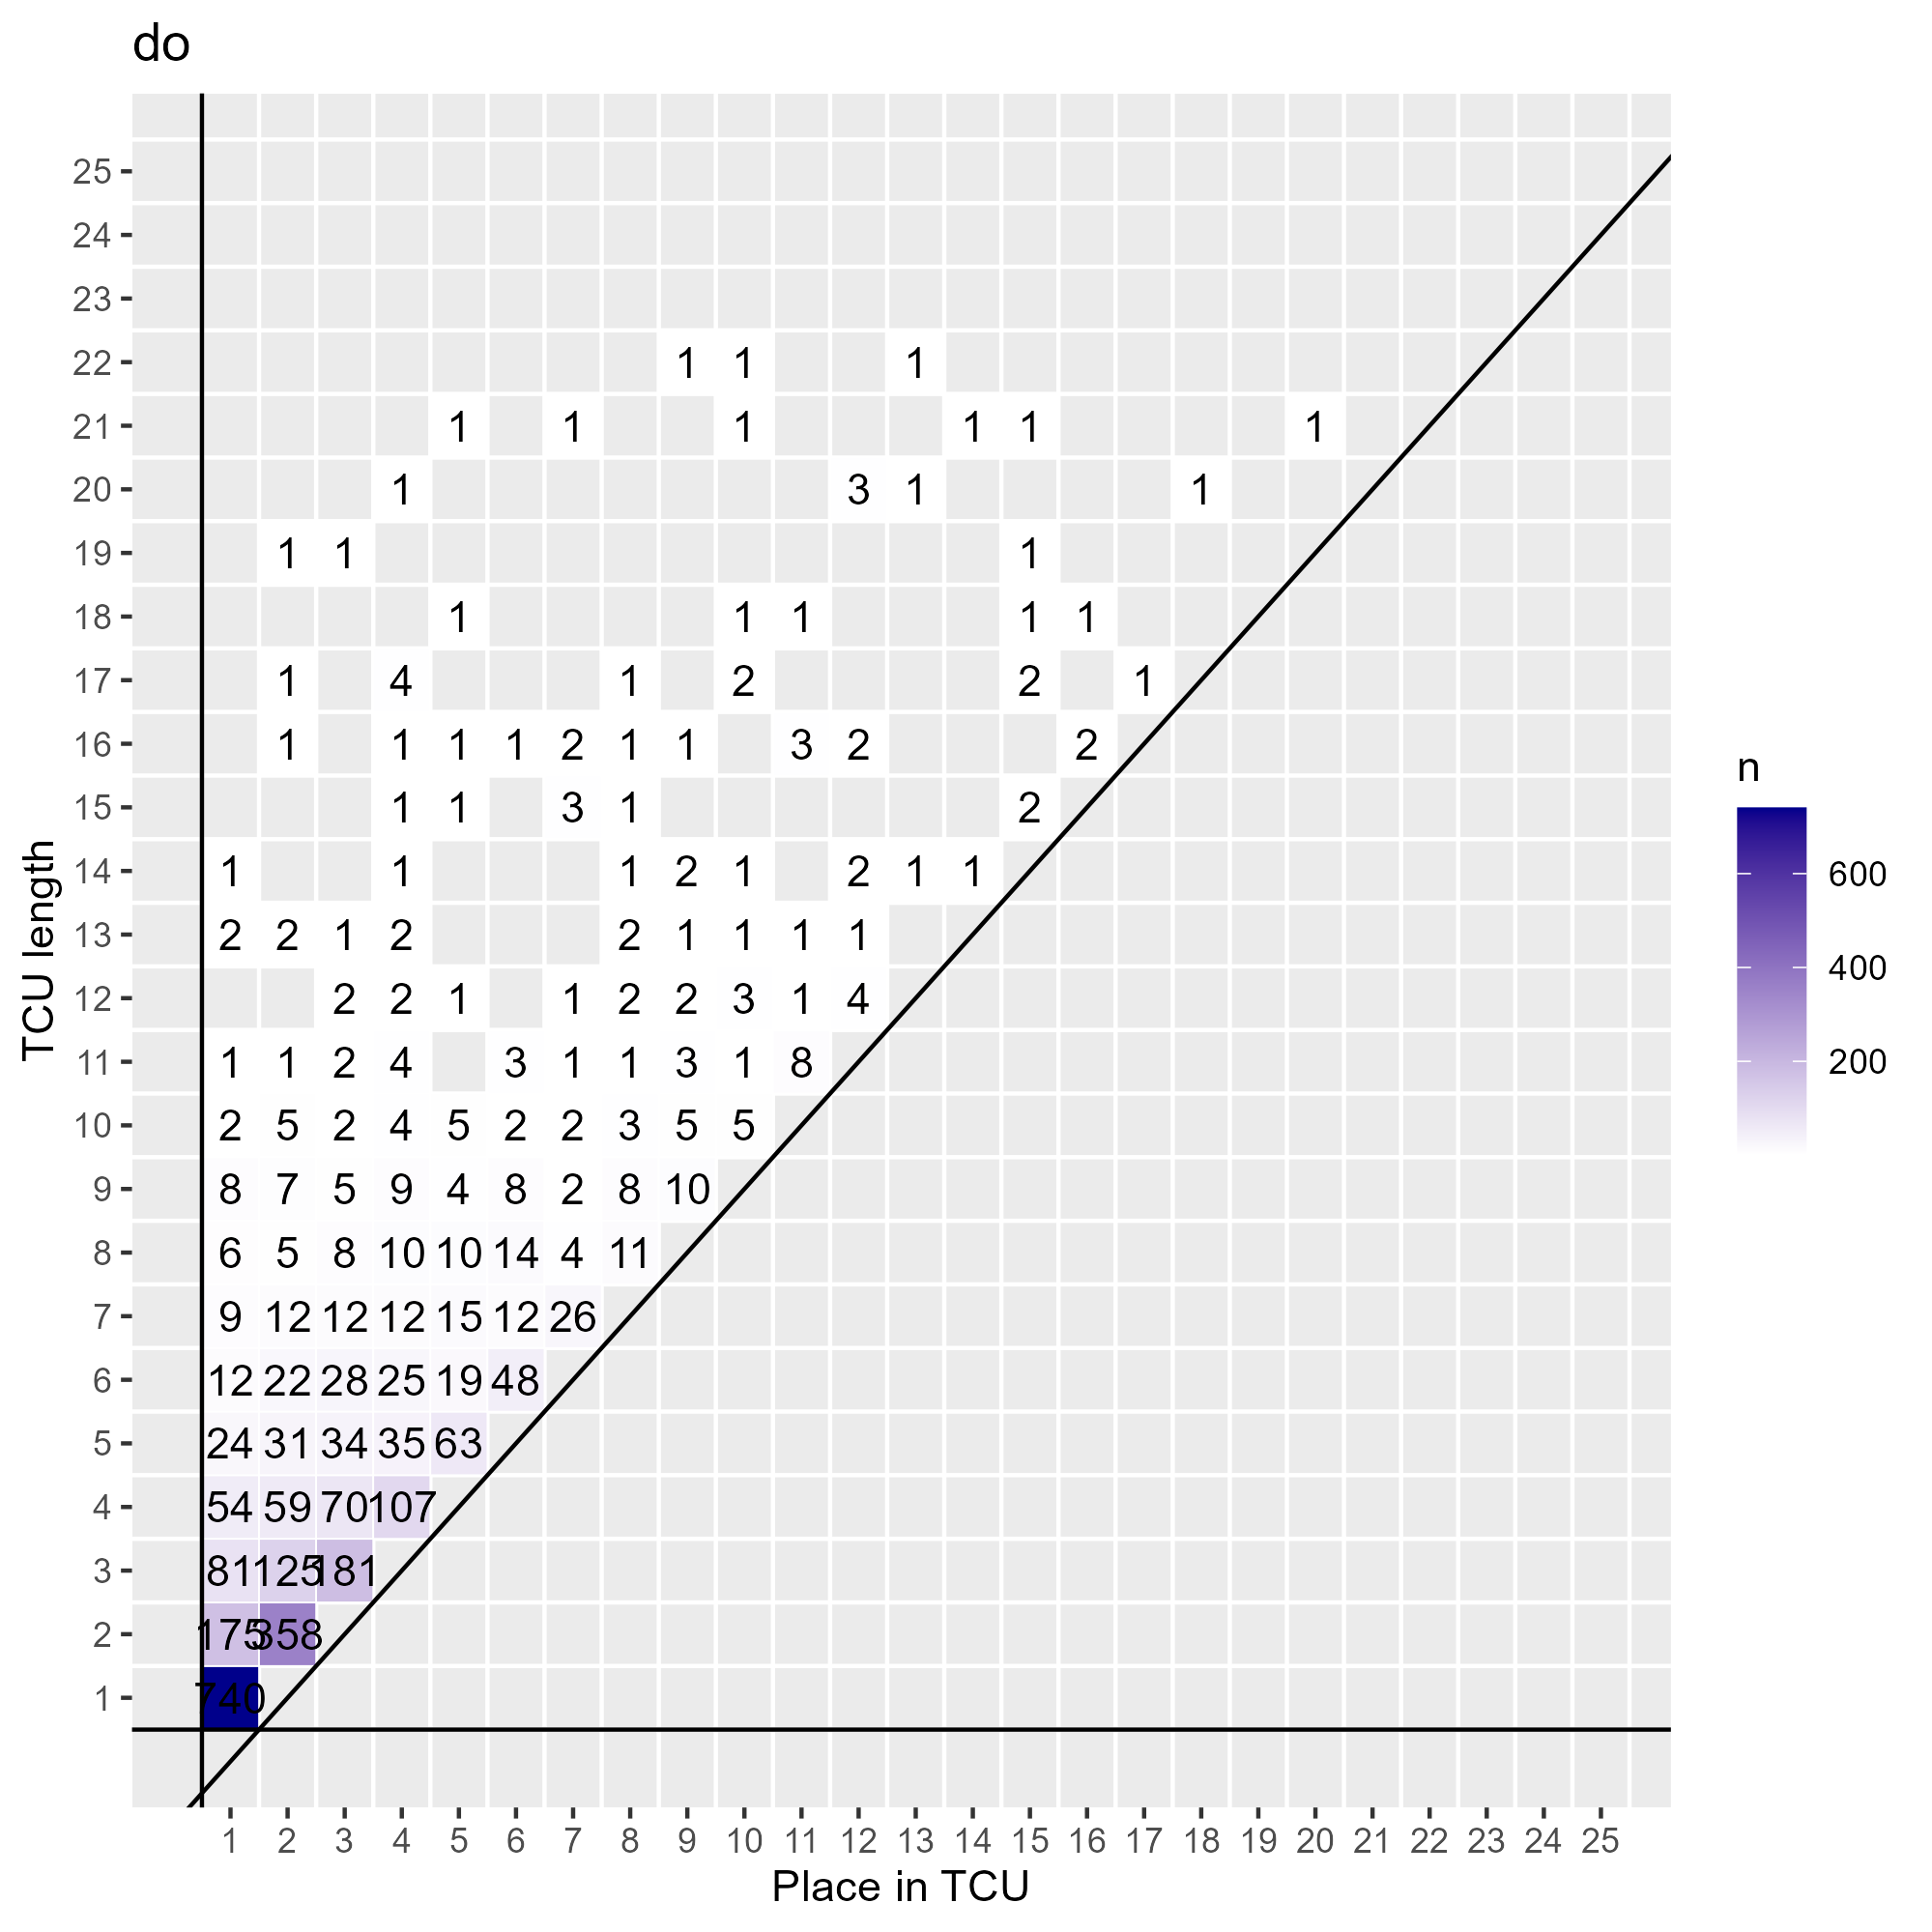 do
25
24
23
22 1 1 1
21 1 1 1 1 1 1
20 1 3 1 1
19 1 1 1
18 1 1 1 1 1
17 1 4 1 2 2 1
16 1 1 1 1 2 1 1 3 2 2
15 1 1 3 1 2
14 1 1 1 2 1 2 1 1
13 2 2 1 2 2 1 1 1 1
12 2 2 1 1 2 2 3 1 4
11 1 1 2 4 3 1 1 3 1 8
10 2 5 2 4 5 2 2 3 5 5
9 8 7 5 9 4 8 2 8 10
8 6 5 8 10 10 14 4 11
7 9 12 12 12 15 12 26
6 12 22 28 25 19 48
5 24 31 34 35 63
4 54 59 70 107
3 81 125 181
2 175 358
1 740
1 2 3 4 5 6 7 8 9 10 11 12 13 14 15 16 17 18 19 20 21 22 23 24 25
Place in TCU
TCU length
n
600
400
200